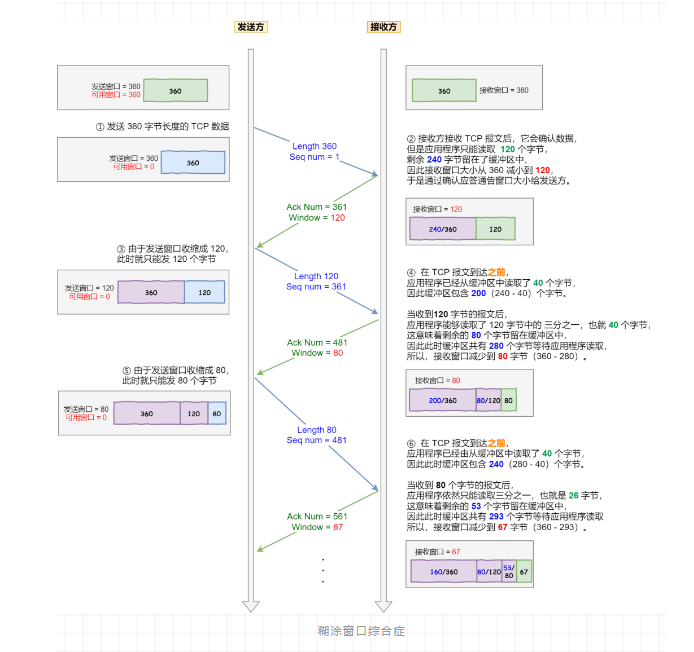 发送方
接收方
发送窗口 = 360
可用窗口 = 360
360
360
接收窗口 = 360
① 发送 360 字节长度的 TCP 数据
发送窗口 = 360
可用窗口 = 0
360
Length 360
Seq num = 1
② 接收方接收 TCP 报文后，它会确认数据，
但是应用程序只能读取 120 个字节，
剩余 240 字节留在了缓冲区中，
因此接收窗口大小从 360 减小到 120，
于是通过确认应答通告窗口大小给发送方。
Ack Num = 361
Window = 120
接收窗口 = 120
240/360
120
③ 由于发送窗口收缩成 120，
此时就只能发 120 个字节
发送窗口 = 120
可用窗口 = 0
360
120
Length 120
Seq num = 361
④ 在 TCP 报文到达之前，
应用程序已经从缓冲区中读取了 40 个字节，
因此缓冲区包含 200（240 - 40）个字节。
当收到120 字节的报文后，
应用程序能够读取了 120 字节中的 三分之一，也就 40 个字节，
这意味着剩余的 80 个字节留在缓冲区中，
因此此时缓冲区共有 280 个字节等待应用程序读取，
所以，接收窗口减少到 80 字节（360 - 280）。
Ack Num = 481
Window = 80
接收窗口 = 80
200/360
80/120
80
⑤ 由于发送窗口收缩成 80，
此时就只能发 80 个字节
发送窗口 = 80
可用窗口 = 0
360
120
80
Length 80
Seq num = 481
⑥ 在 TCP 报文到达之前，
应用程序已经由从缓冲区中读取了 40 个字节，
因此此时缓冲区包含 240（280 - 40）个字节。
当收到 80 个字节的报文后，
应用程序依然只能读取三分之一，也就是 26 字节，
这意味着剩余的 53 个字节留在缓冲区中，
因此此时缓冲区共有 293 个字节等待应用程序读取
所以，接收窗口减少到 67 字节（360 - 293）。
Ack Num = 561
Window = 67
接收窗口 = 67
160/360
80/120
53/
80
67
糊涂窗口综合症